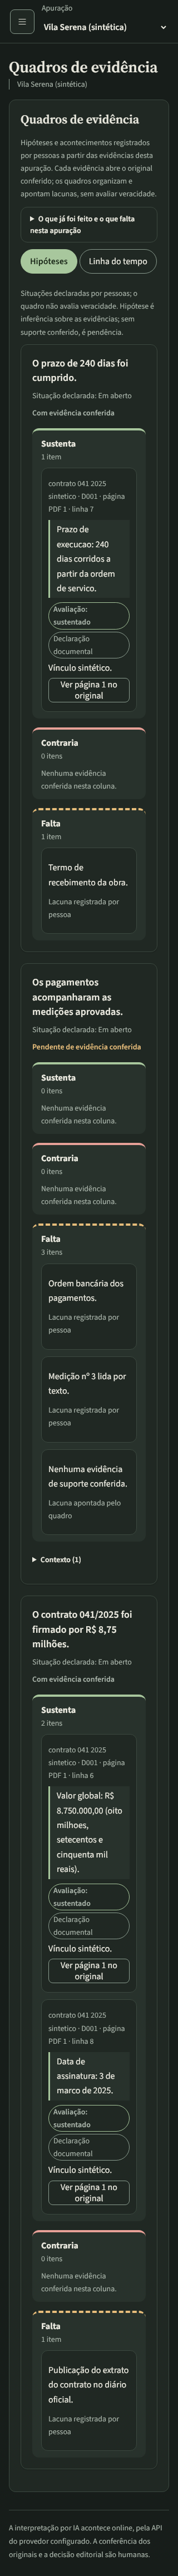 Apuração
Vila Serena (sintética)
Quadros de evidência
Vila Serena (sintética)
Quadros de evidência
Hipóteses e acontecimentos registrados
por pessoas a partir das evidências desta
apuração. Cada evidência abre o original
conferido; os quadros organizam e
apontam lacunas, sem avaliar veracidade.
O que já foi feito e o que falta
nesta apuração
Hipóteses
Linha do tempo
Situações declaradas por pessoas; o
quadro não avalia veracidade. Hipótese é
inferência sobre as evidências; sem
suporte conferido, é pendência.
O prazo de 240 dias foi
cumprido.
Situação declarada: Em aberto
Com evidência conferida
Sustenta
1 item
contrato 041 2025
sintetico · D001 · página
PDF 1 · linha 7
Prazo de
execucao: 240
dias corridos a
partir da ordem
de servico.
Avaliação:
sustentado
Declaração
documental
Vínculo sintético.
Ver página 1 no
original
Contraria
0 itens
Nenhuma evidência
conferida nesta coluna.
Falta
1 item
Termo de
recebimento da obra.
Lacuna registrada por
pessoa
Os pagamentos
acompanharam as
medições aprovadas.
Situação declarada: Em aberto
Pendente de evidência conferida
Sustenta
0 itens
Nenhuma evidência
conferida nesta coluna.
Contraria
0 itens
Nenhuma evidência
conferida nesta coluna.
Falta
3 itens
Ordem bancária dos
pagamentos.
Lacuna registrada por
pessoa
Medição nº 3 lida por
texto.
Lacuna registrada por
pessoa
Nenhuma evidência
de suporte conferida.
Lacuna apontada pelo
quadro
Contexto (1)
O contrato 041/2025 foi
firmado por R$ 8,75
milhões.
Situação declarada: Em aberto
Com evidência conferida
Sustenta
2 itens
contrato 041 2025
sintetico · D001 · página
PDF 1 · linha 6
Valor global: R$
8.750.000,00 (oito
milhoes,
setecentos e
cinquenta mil
reais).
Avaliação:
sustentado
Declaração
documental
Vínculo sintético.
Ver página 1 no
original
contrato 041 2025
sintetico · D001 · página
PDF 1 · linha 8
Data de
assinatura: 3 de
marco de 2025.
Avaliação:
sustentado
Declaração
documental
Vínculo sintético.
Ver página 1 no
original
Contraria
0 itens
Nenhuma evidência
conferida nesta coluna.
Falta
1 item
Publicação do extrato
do contrato no diário
oficial.
Lacuna registrada por
pessoa
A interpretação por IA acontece online, pela API
do provedor configurado. A conferência dos
originais e a decisão editorial são humanas.